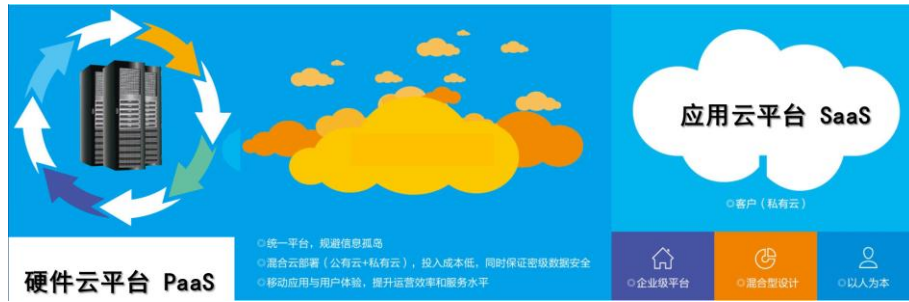 硬件云平台 PaaS
◎统一平台，规避信息孤岛
◎混合云部署（公有云+私有云），投入成本低，同时保证密级数据安全
◎移动应用与用户体验，提升运营效率和服务水平
应用云平台 SaaS
◎客户（私有云）
◎企业级平台
◎混合型设计
◎以人为本